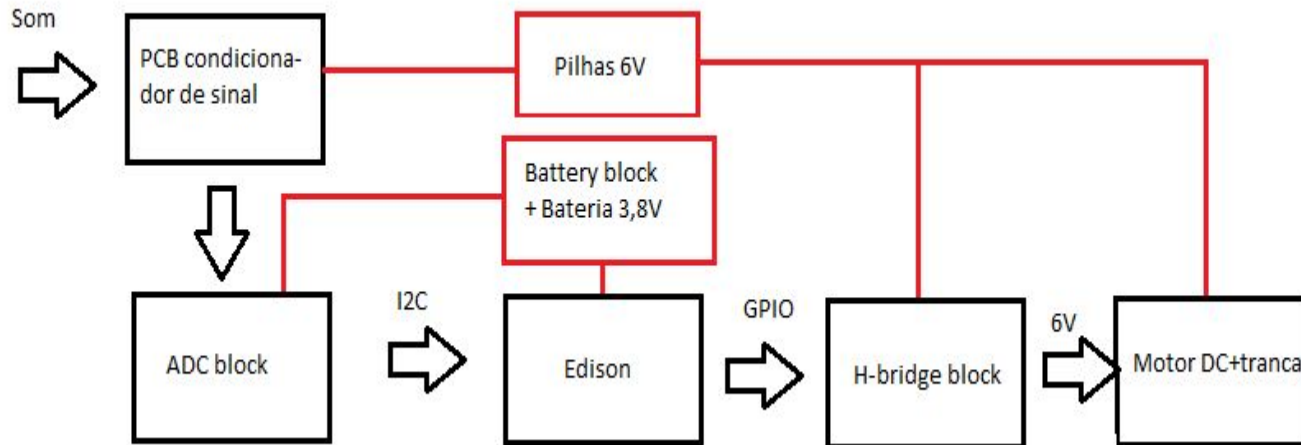 Som
PCB condiciona-
dor de sinal
Pilhas 6V
Battery block
+ Bateria 3,8V
ADC block
I2C
Edison
GPIO
H-bridge block
6V
Motor DC+tranca